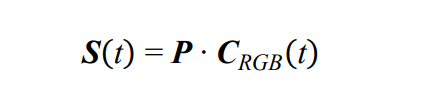 S(t) = P · C_RGB(t)